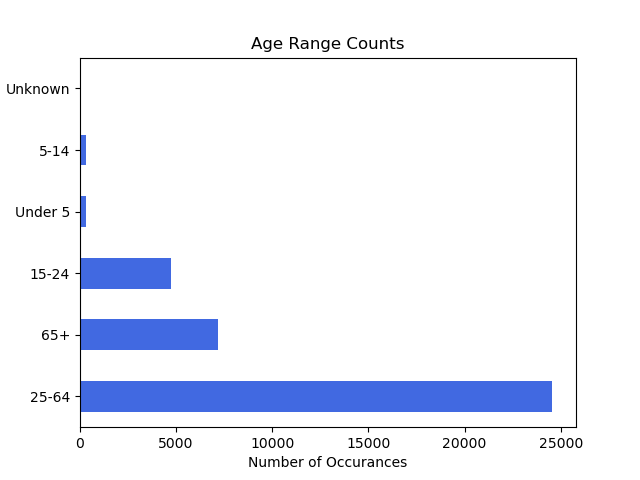 Age Range Counts
Unknown
5-14
Under 5
15-24
65+
25-64
0 5000 10000 15000 20000 25000
Number of Occurances